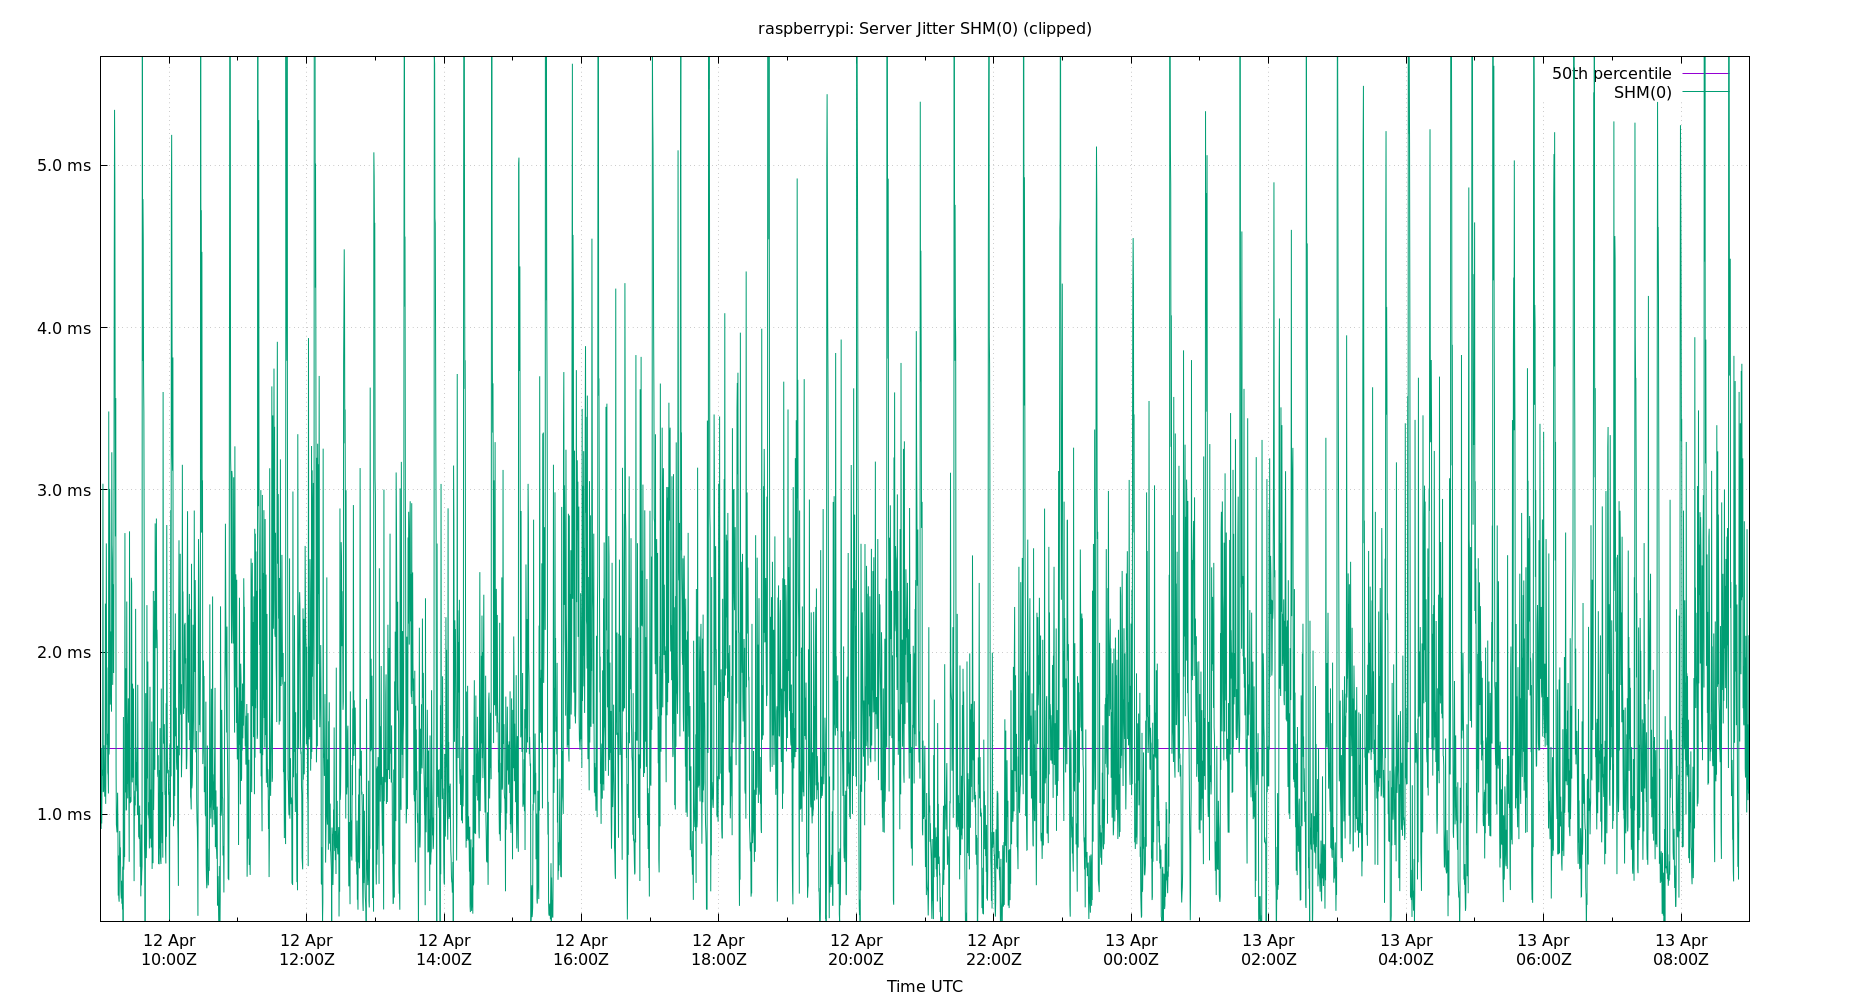 raspberrypi: Server Jitter SHM(0) (clipped)
50th percentile
SHM(0)
5.0 ms
4.0 ms
3.0 ms
2.0 ms
1.0 ms
12 Apr 12 Apr 12 Apr 12 Apr 12 Apr 12 Apr 12 Apr 13 Apr 13 Apr 13 Apr 13 Apr 13 Apr
10:00Z 12:00Z 14:00Z 16:00Z 18:00Z 20:00Z 22:00Z 00:00Z 02:00Z 04:00Z 06:00Z 08:00Z
Time UTC